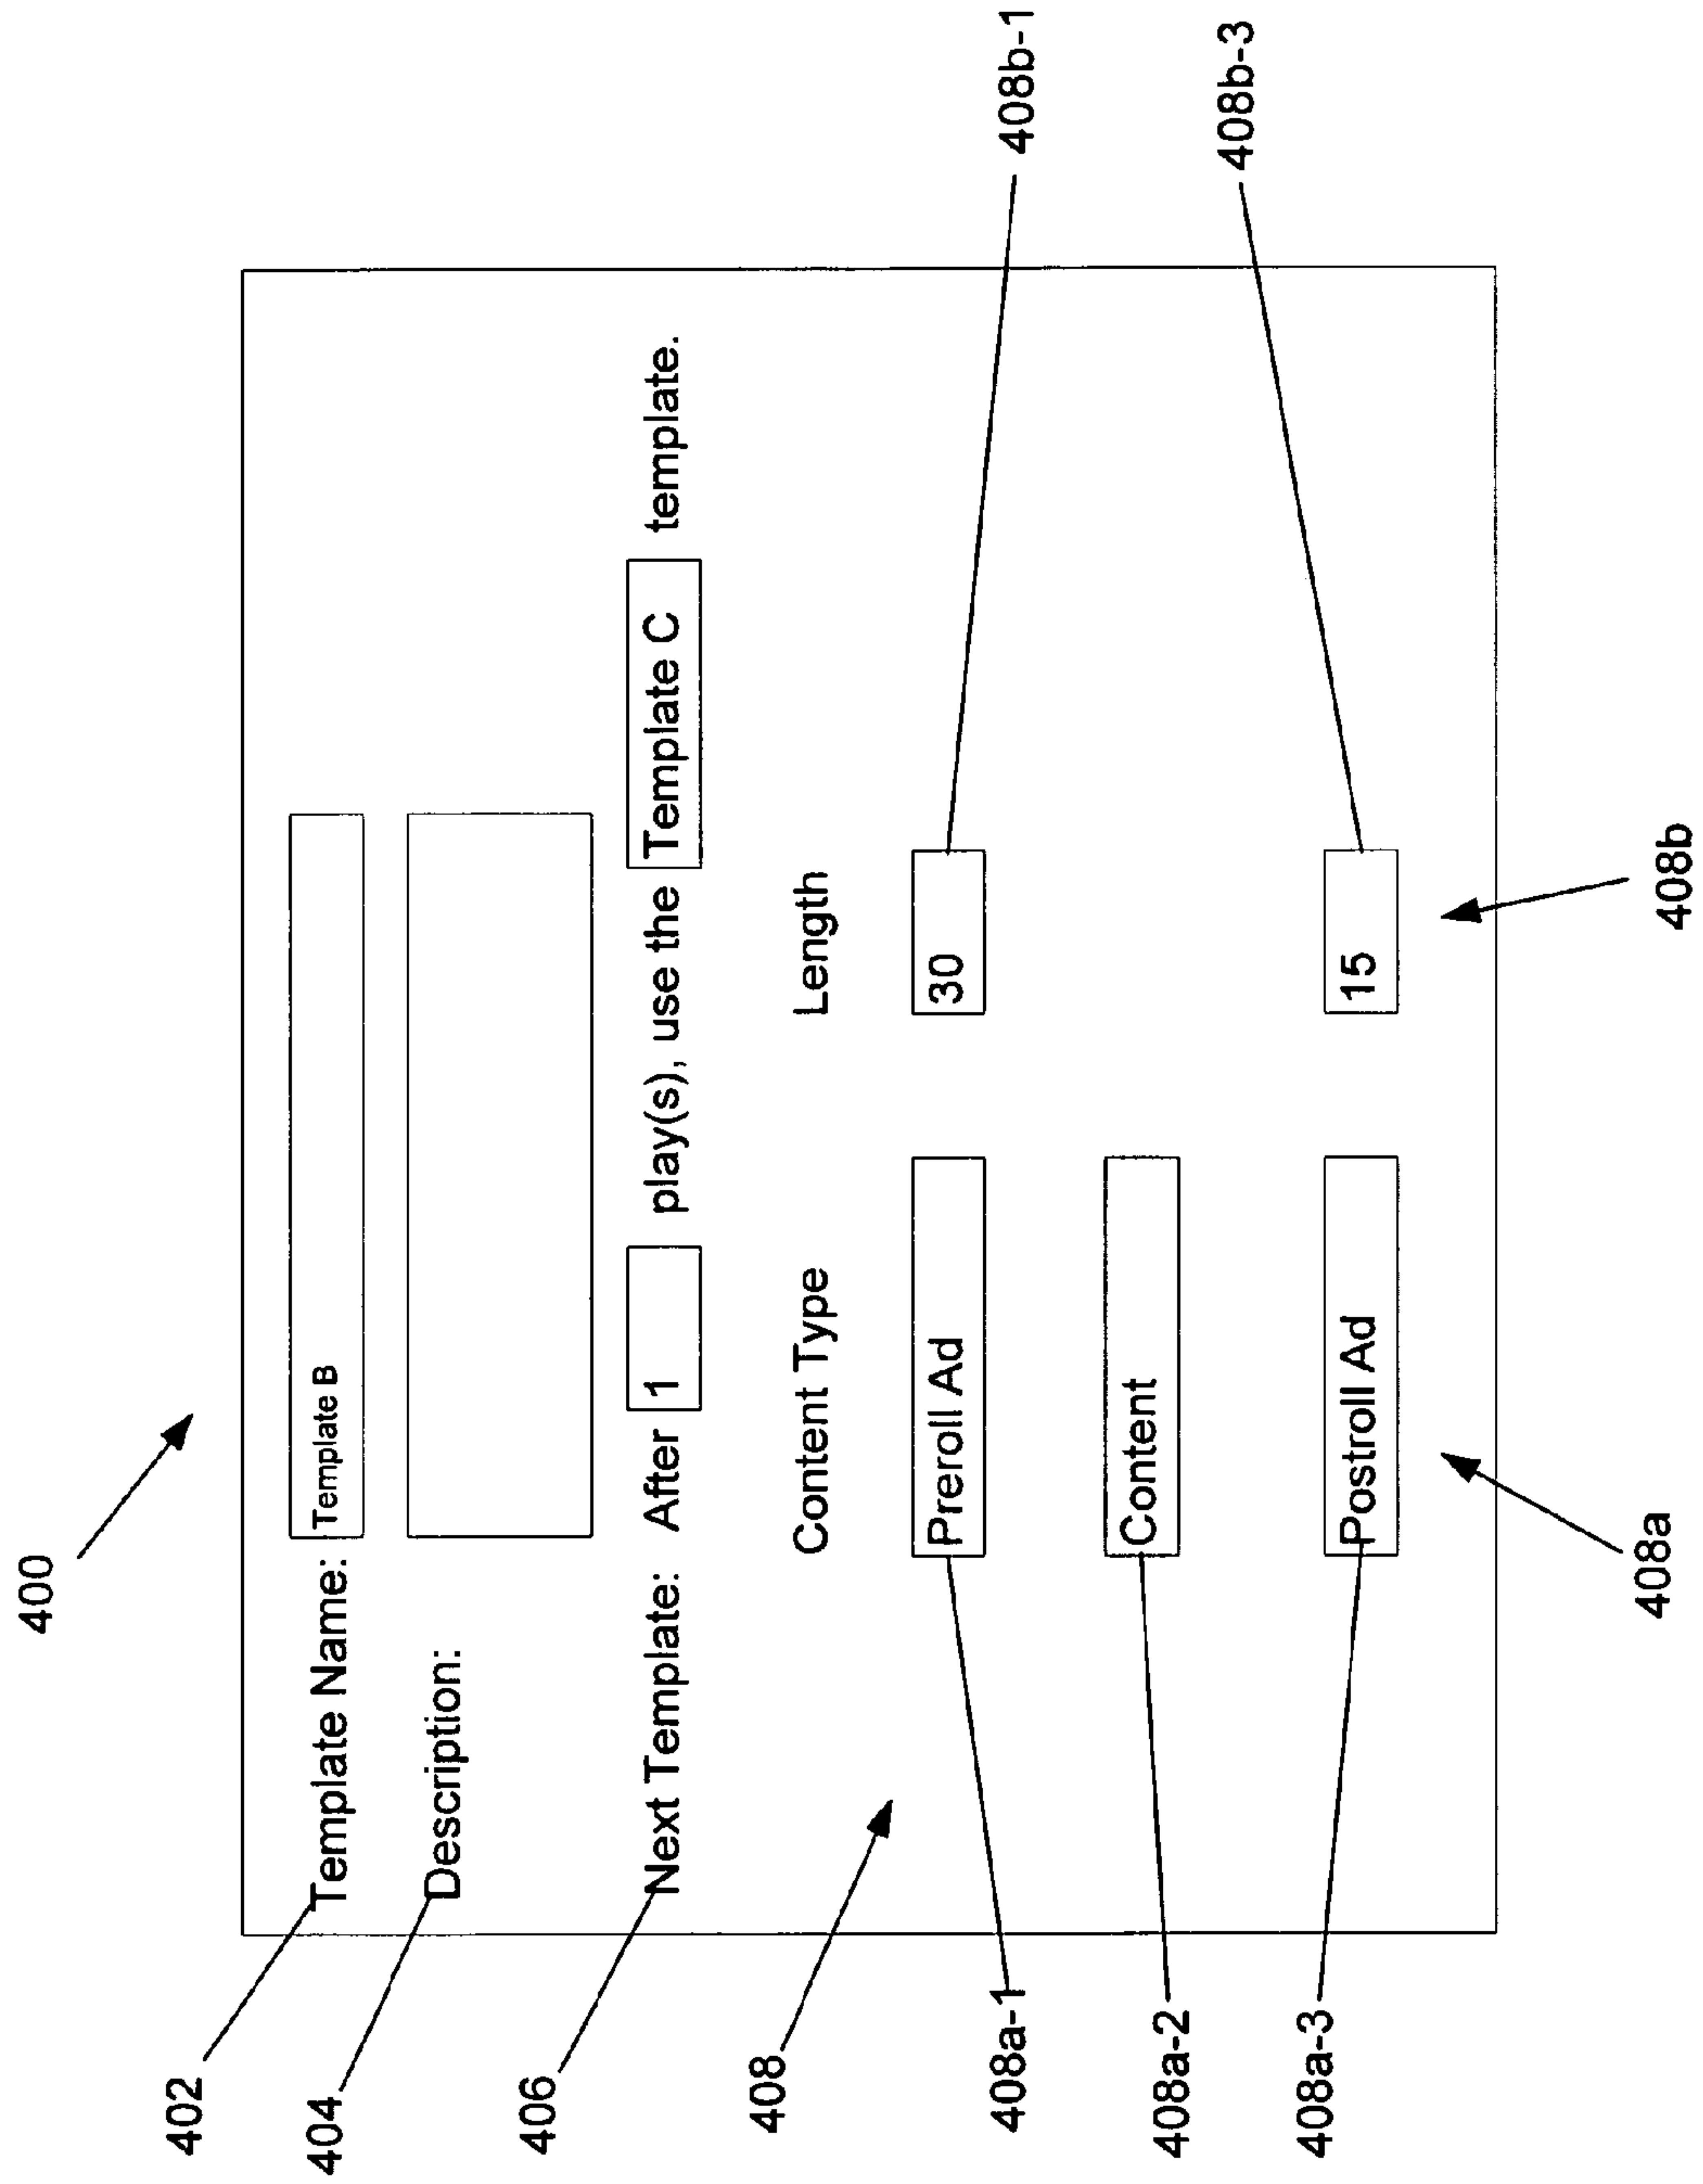 400
402
Template Name: Template B
404
Description:
406
Next Template: After 1 play(s), use the Template C template.
408
Content Type Length
408a-1
Preroll Ad 30
408b-1
408a-2
Content
408a-3
Postroll Ad 15
408b-3
408a
408b